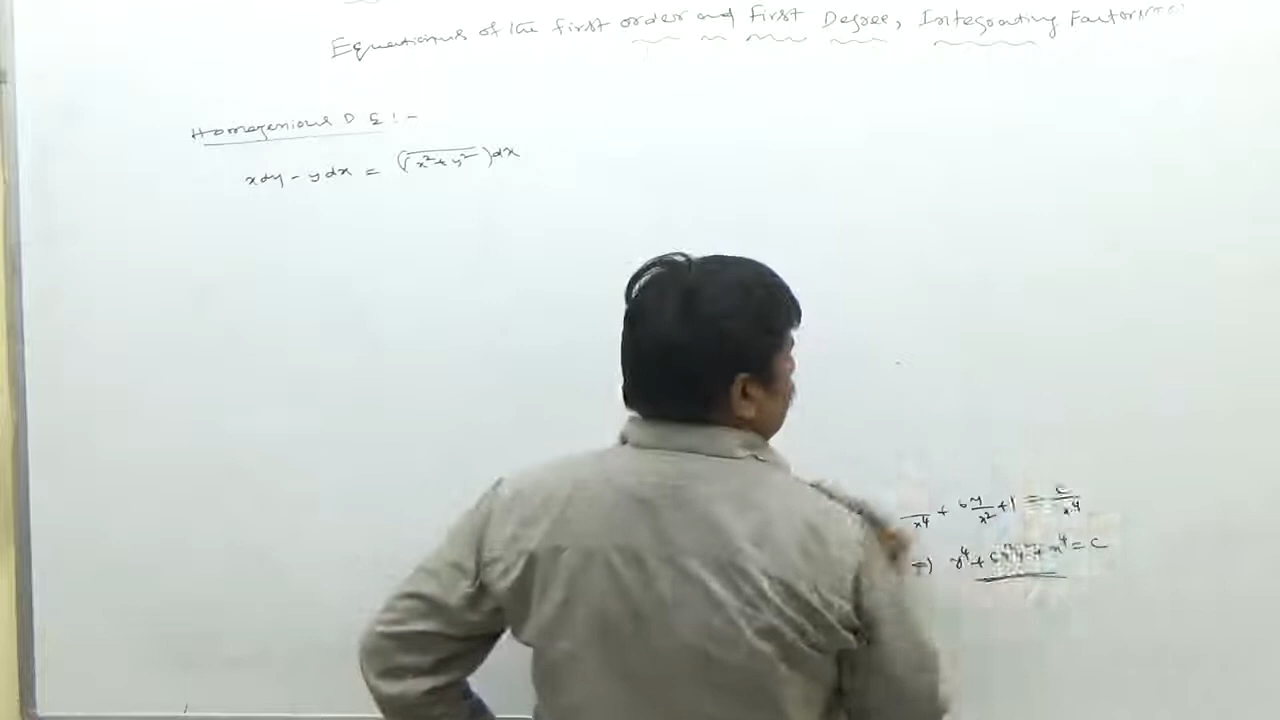 Equations of the first order and First Degree, Integrating Factor
Homogenious D E :-
xdy - ydx = (√x²+y²)dx
x⁴ + 6y/x² + 1 = c/x⁴
=) y⁴ + x⁴ = c